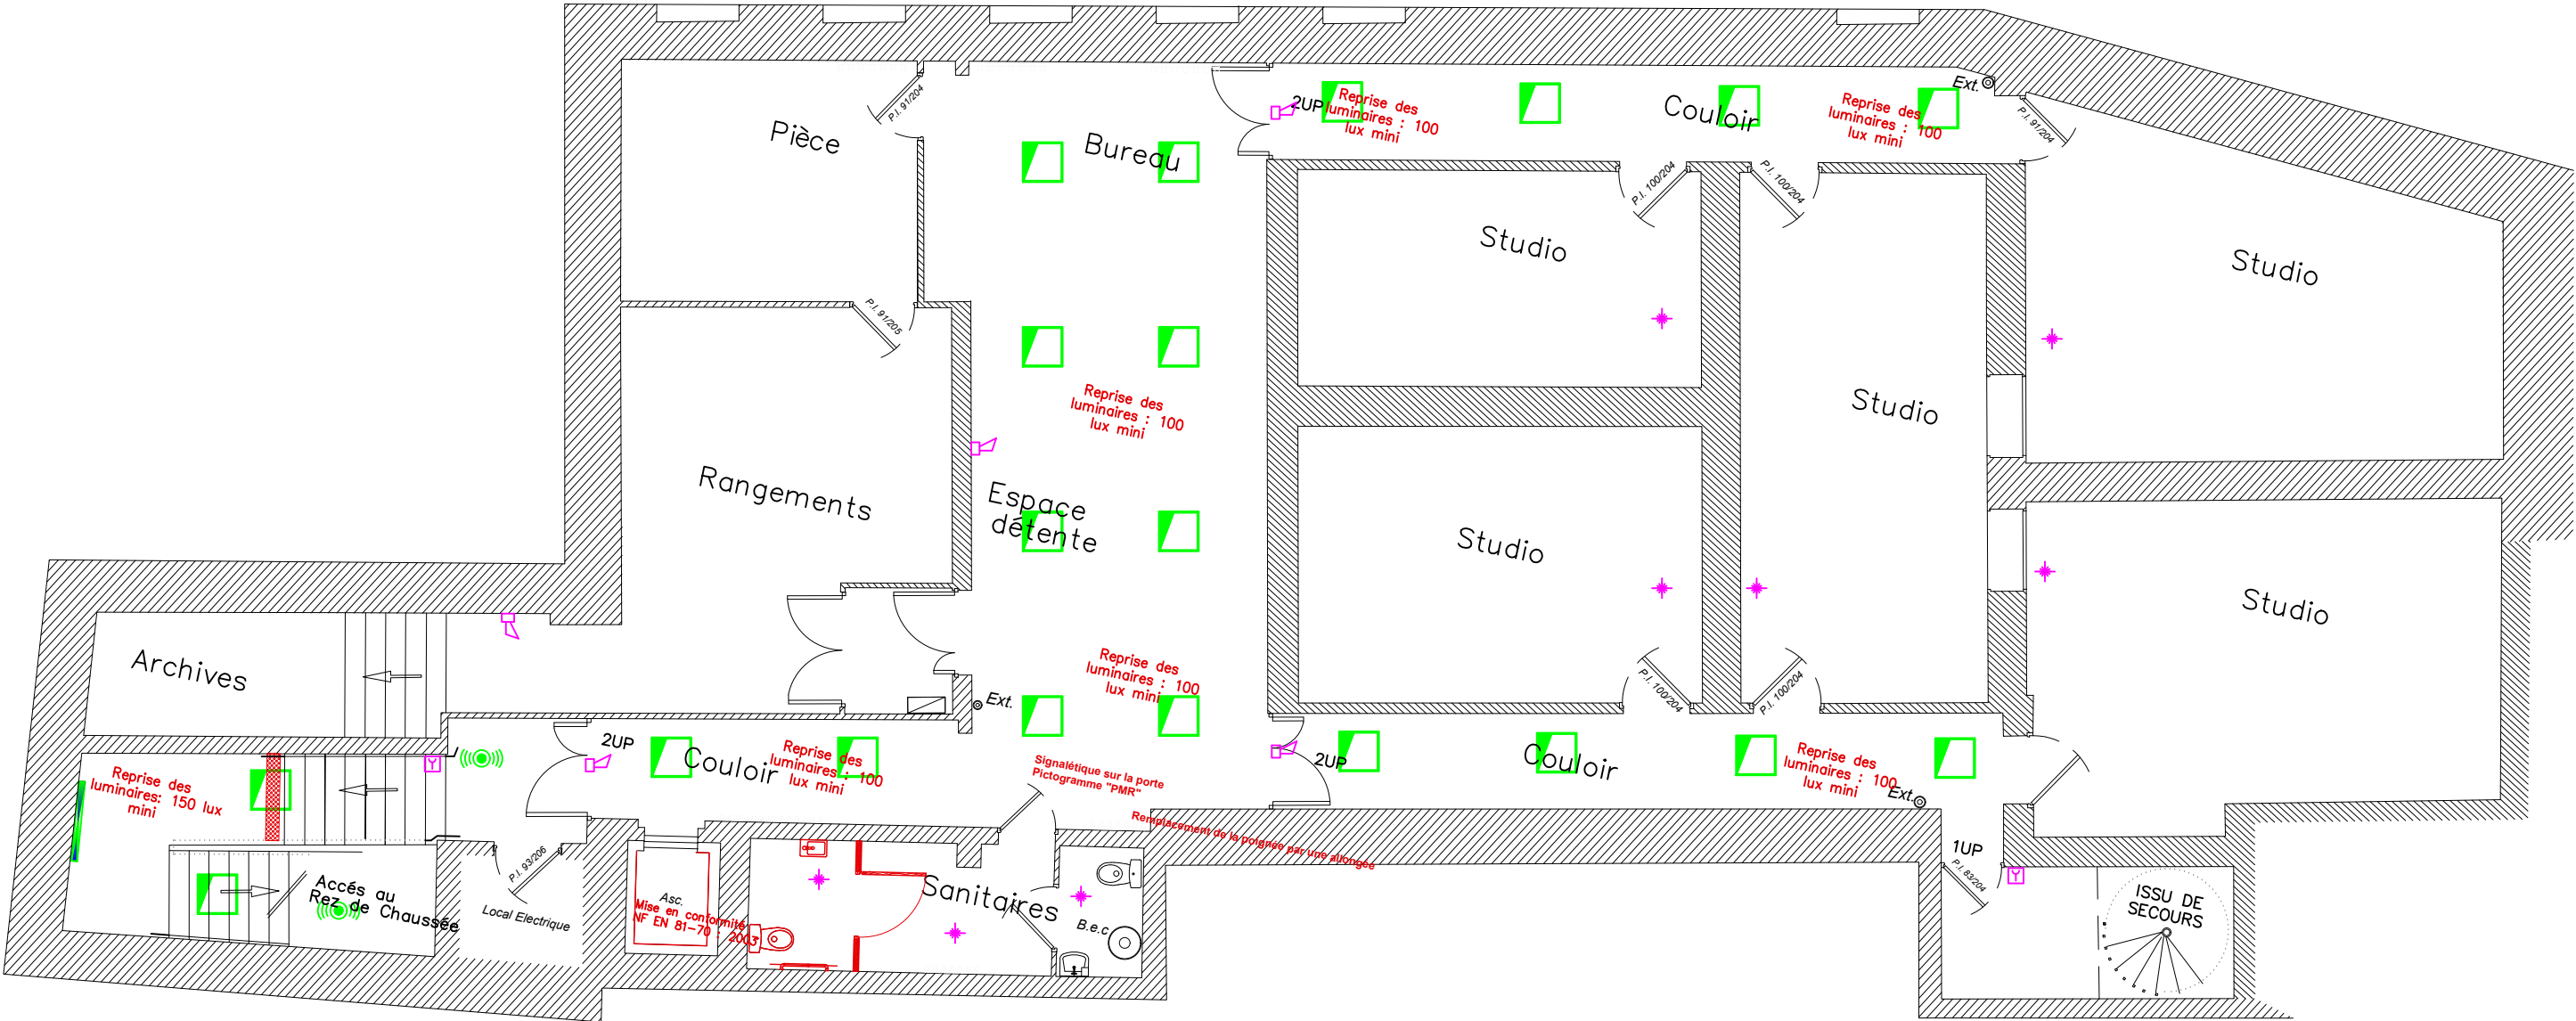 P.I. 91/204
Pièce
Bureau
2UP
Reprise des
luminaires : 100
lux mini
Couloir
Reprise des
luminaires : 100
lux mini
Ext.
P.I. 91/204
P.I. 100/204
P.I. 100/204
Studio
Studio
P.I. 91/205
Reprise des
luminaires : 100
lux mini
Studio
Rangements
Espace
détente
Studio
Studio
Archives
Reprise des
luminaires : 100
lux mini
P.I. 100/204
P.I. 100/204
Ext.
2UP
Couloir
Reprise des
luminaires : 100
lux mini
Signalétique sur la porte
Pictogramme "PMR"
2UP
Couloir
Reprise des
luminaires : 100
lux mini
Ext.
Reprise des
luminaires: 150 lux
mini
Remplacement de la poignée par une allongée
1UP
P.I. 83/204
P.I. 93/206
Accés au
Rez de Chaussée
Local Electrique
Asc.
Mise en conformité
NF EN 81-70 : 2003
Sanitaires
B.e.c
ISSU DE
SECOURS